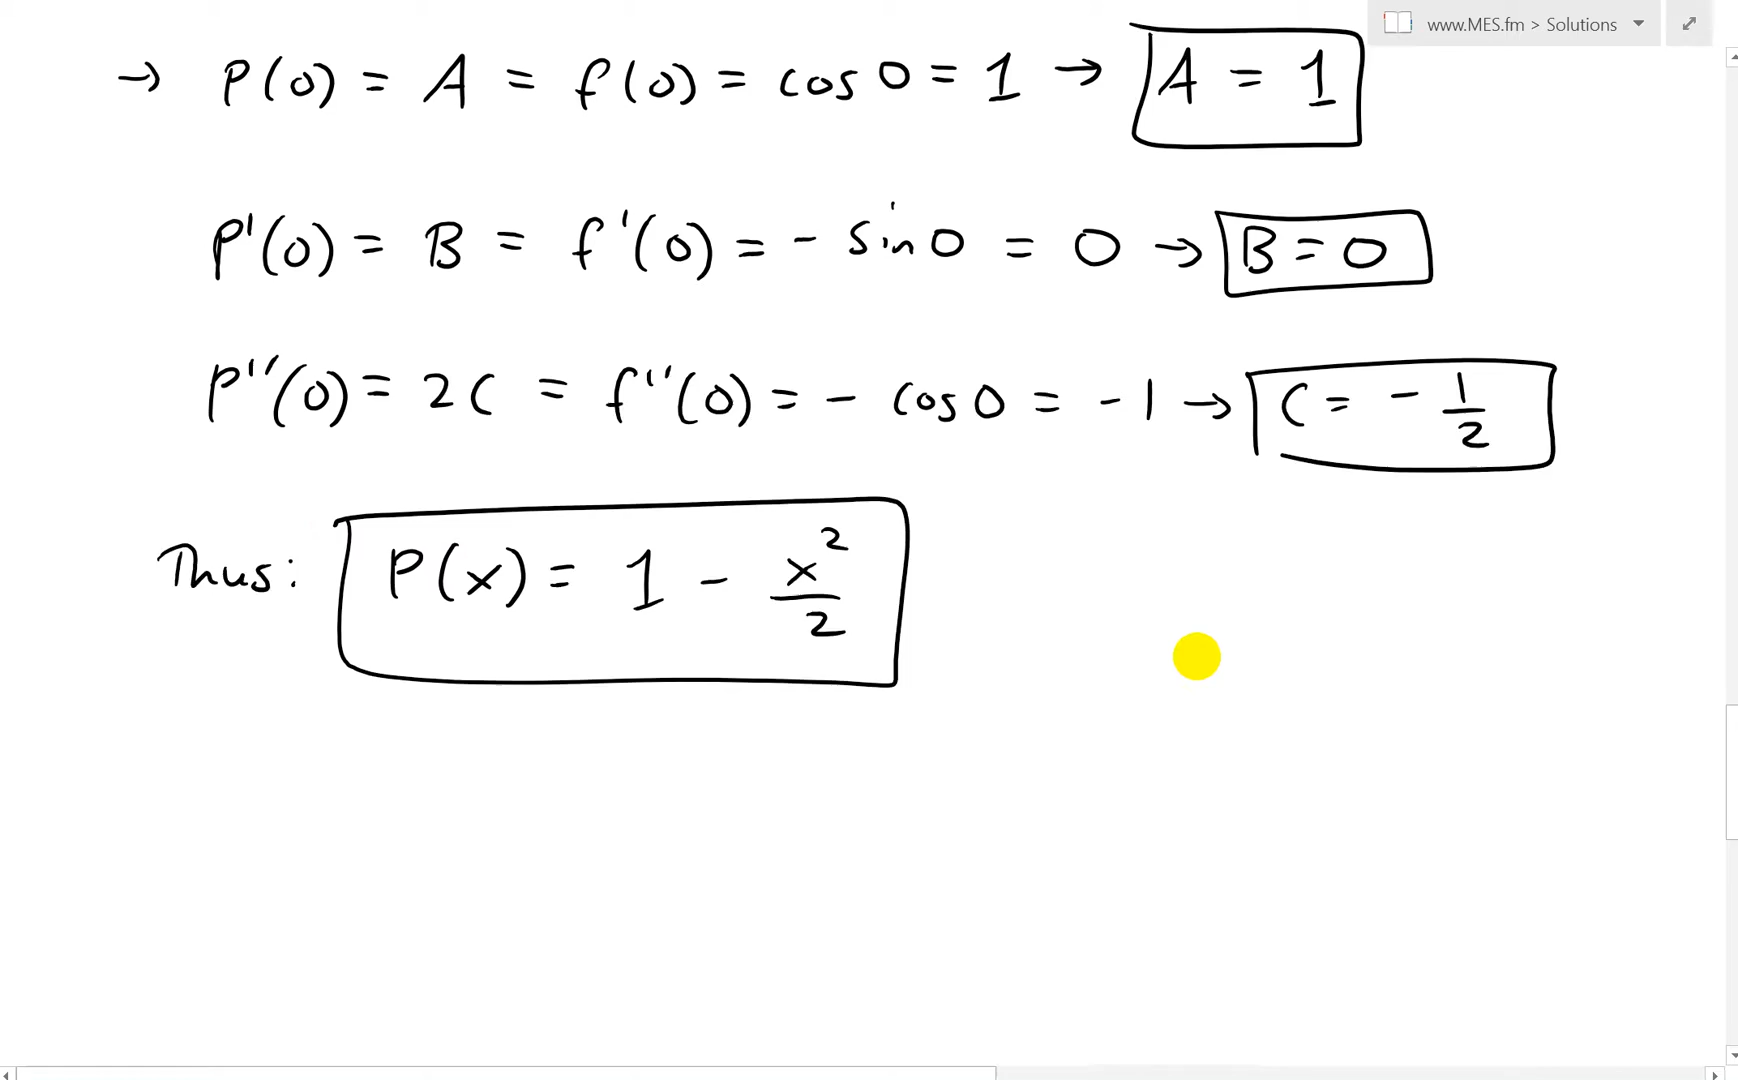 www.MES.fm > Solutions
→ P(0) = A = f(0) = cos 0 = 1 → A = 1
P'(0) = B = f'(0) = - sin 0 = 0 → B = 0
P''(0) = 2C = f''(0) = - cos 0 = -1 → C = - 1/2
Thus: P(x) = 1 - x²/2